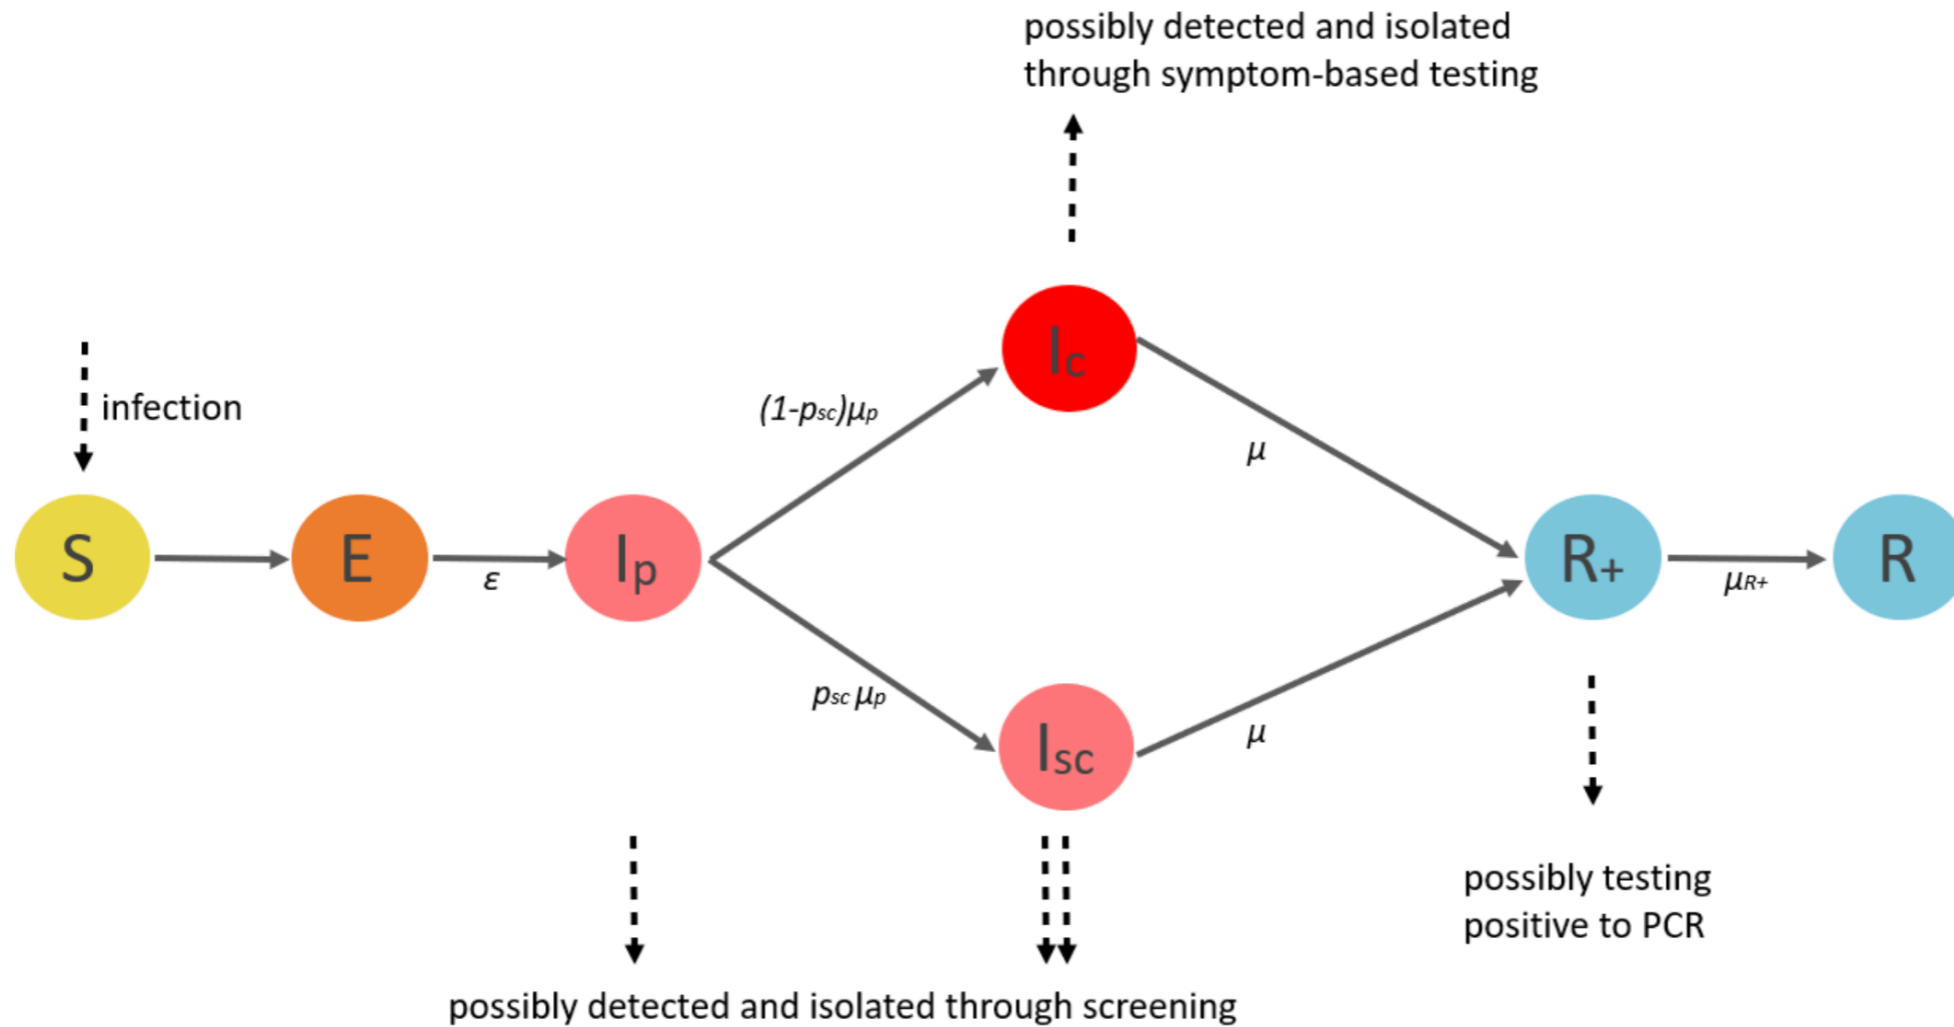 possibly detected and isolated
through symptom-based testing
infection
(1-psc)μp
Ic
μ
S
E
ε
Ip
R+
μR+
R
psc μp
Isc
μ
possibly testing
positive to PCR
possibly detected and isolated through screening